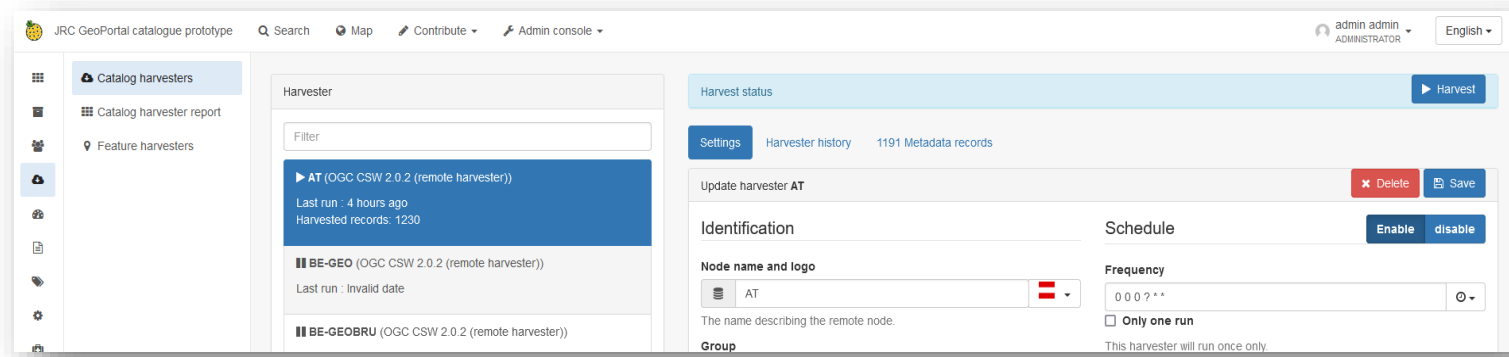 JRC GeoPortal catalogue prototype Search Map Contribute Admin console admin admin ADMINISTRATOR English
Catalog harvesters
Catalog harvester report
Feature harvesters
Harvester
Filter
AT (OGC CSW 2.0.2 (remote harvester))
Last run : 4 hours ago
Harvested records: 1230
BE-GEO (OGC CSW 2.0.2 (remote harvester))
Last run : Invalid date
BE-GEOBRU (OGC CSW 2.0.2 (remote harvester))
Harvest status Harvest
Settings Harvester history 1191 Metadata records
Update harvester AT Delete Save
Identification
Node name and logo
AT
The name describing the remote node.
Group
Schedule Enable disable
Frequency
0 0 0 ? * *
Only one run
This harvester will run once only.